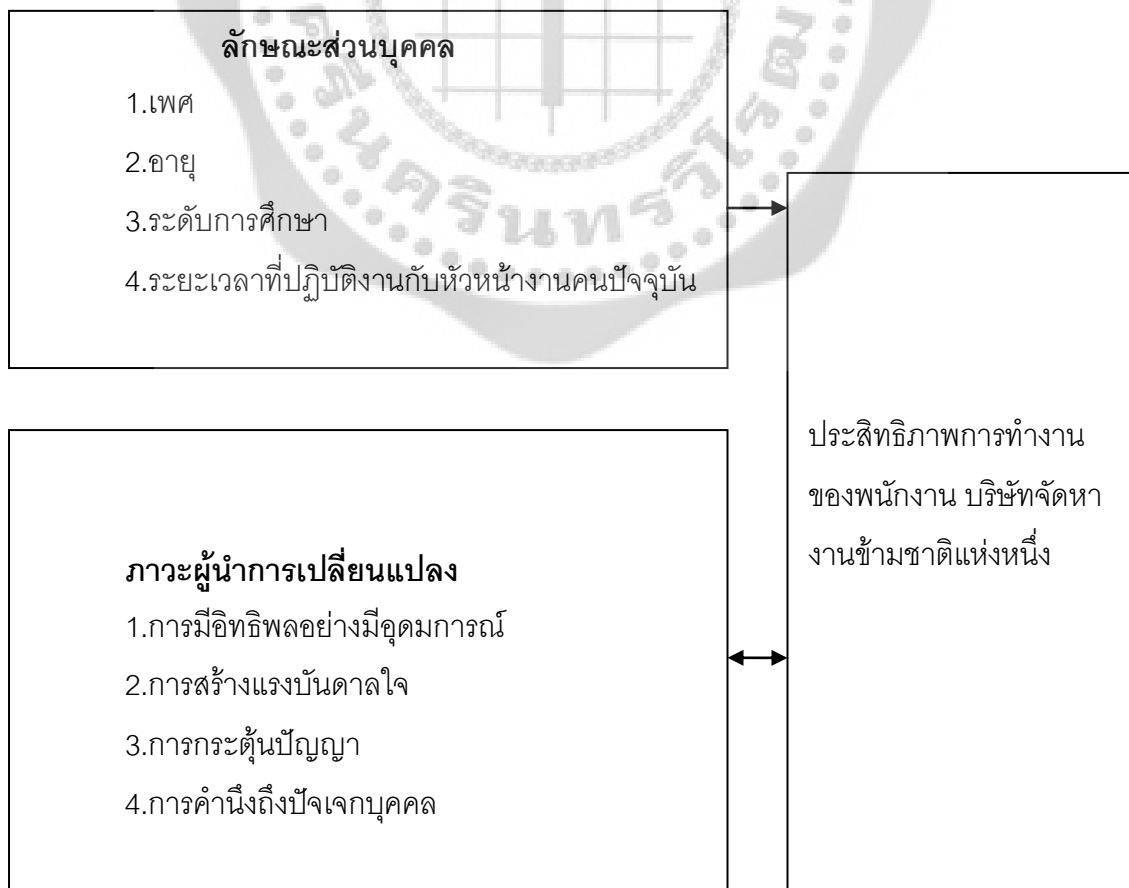 ลักษณะส่วนบุคคล
1.เพศ
2.อายุ
3.ระดับการศึกษา
4.ระยะเวลาที่ปฏิบัติงานกับหัวหน้างานคนปัจจุบัน
ภาวะผู้นำการเปลี่ยนแปลง
1.การมีอิทธิพลอย่างมีอุดมการณ์
2.การสร้างแรงบันดาลใจ
3.การกระตุ้นปัญญา
4.การคำนึงถึงปัจเจกบุคคล
ประสิทธิภาพการทำงาน
ของพนักงาน บริษัทจัดหา
งานข้ามชาติแห่งหนึ่ง